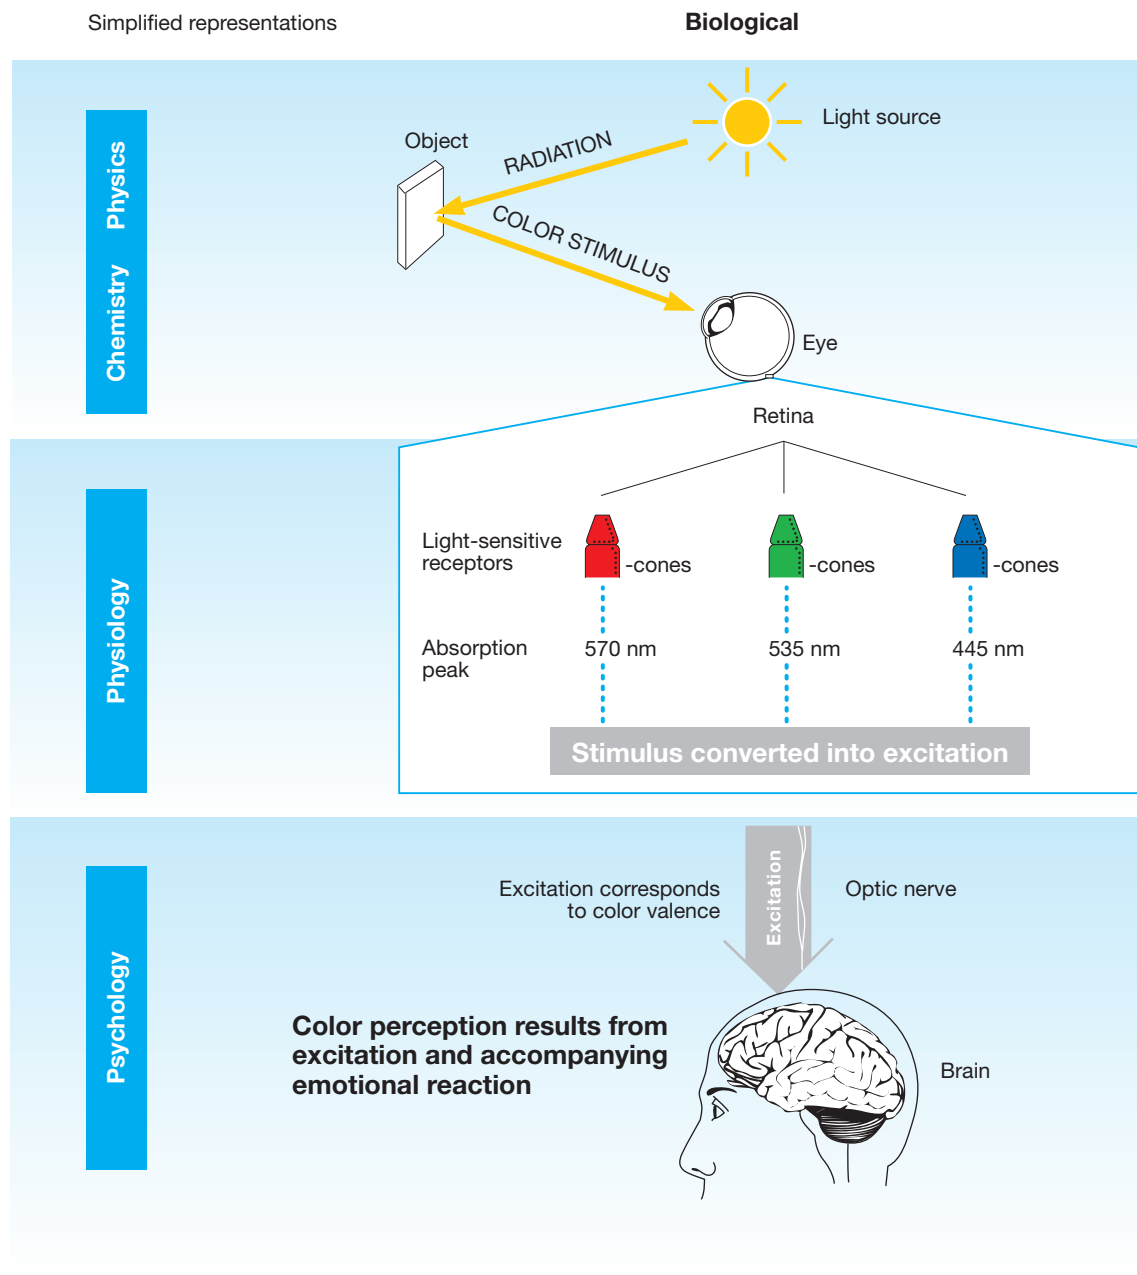 Simplified representations
Biological
Physics
Chemistry
Light source
Object
RADIATION
COLOR STIMULUS
Eye
Retina
Physiology
Light-sensitive
receptors
-cones
-cones
-cones
Absorption
peak
570 nm
535 nm
445 nm
Stimulus converted into excitation
Psychology
Excitation corresponds
to color valence
Excitation
Optic nerve
Color perception results from
excitation and accompanying
emotional reaction
Brain